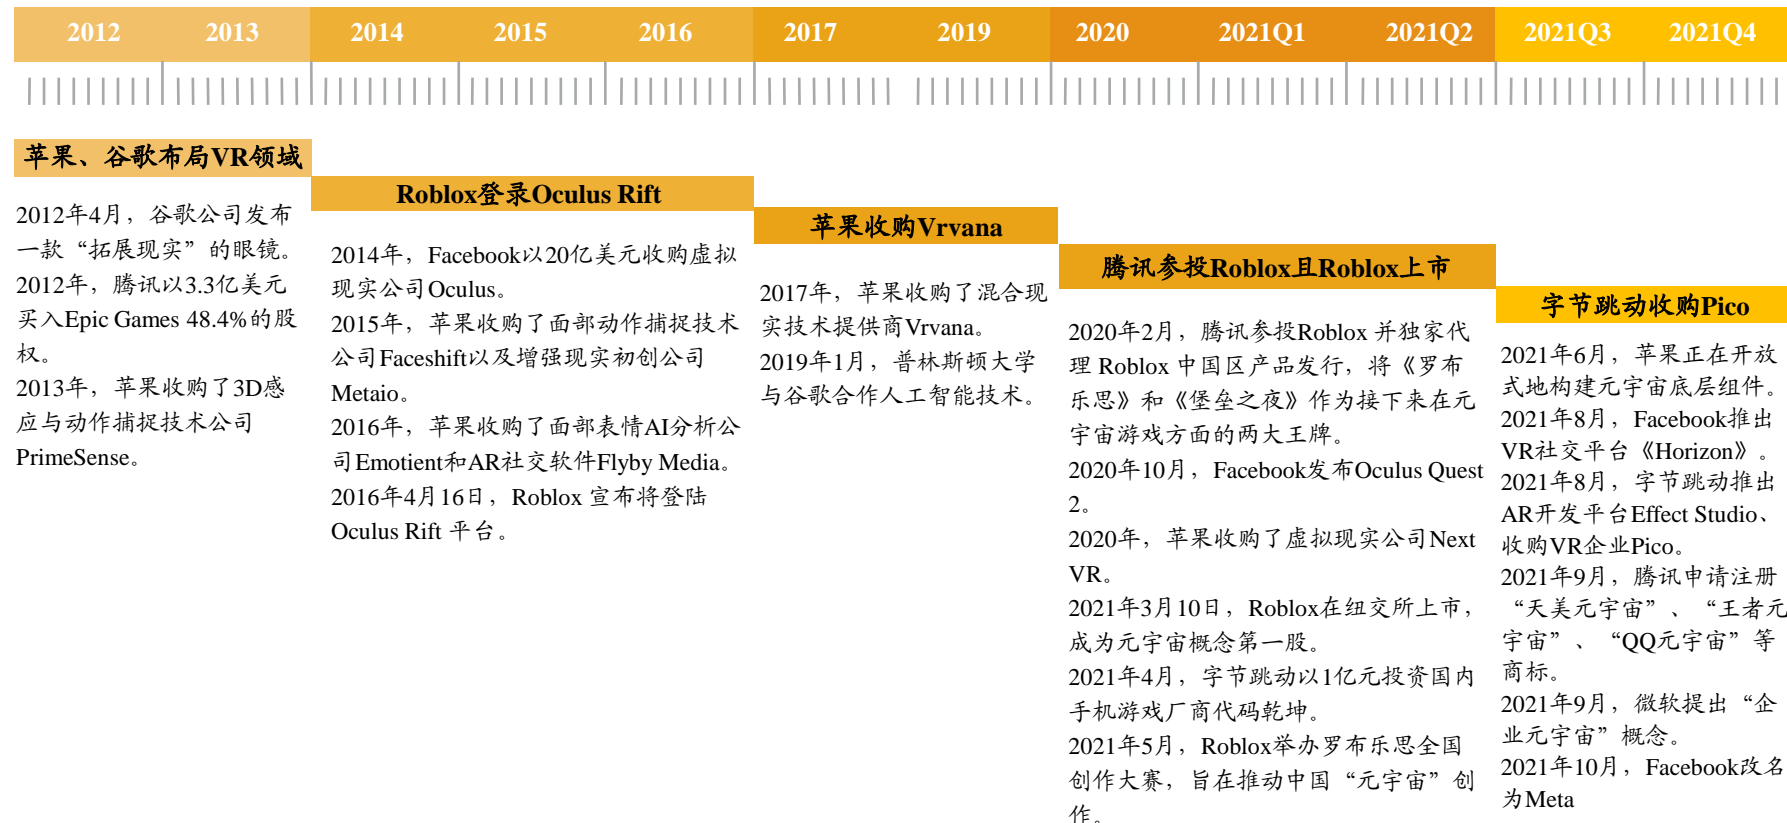 2012 2013 2014 2015 2016 2017 2019 2020 2021Q1 2021Q2 2021Q3 2021Q4
苹果、谷歌布局VR领域
2012年4月，谷歌公司发布
一款“拓展现实”的眼镜。
2012年，腾讯以3.3亿美元
买入Epic Games 48.4%的股
权。
2013年，苹果收购了3D感
应与动作捕捉技术公司
PrimeSense。
Roblox登录Oculus Rift
2014年，Facebook以20亿美元收购虚拟
现实公司Oculus。
2015年，苹果收购了面部动作捕捉技术
公司Faceshift以及增强现实初创公司
Metaio。
2016年，苹果收购了面部表情AI分析公
司Emotient和AR社交软件Flyby Media。
2016年4月16日，Roblox 宣布将登陆
Oculus Rift 平台。
苹果收购Vrvana
2017年，苹果收购了混合现
实技术提供商Vrvana。
2019年1月，普林斯顿大学
与谷歌合作人工智能技术。
腾讯参投Roblox且Roblox上市
2020年2月，腾讯参投Roblox 并独家代
理 Roblox 中国区产品发行，将《罗布
乐思》和《堡垒之夜》作为接下来在元
宇宙游戏方面的两大王牌。
2020年10月，Facebook发布Oculus Quest
2。
2020年，苹果收购了虚拟现实公司Next
VR。
2021年3月10日，Roblox在纽交所上市，
成为元宇宙概念第一股。
2021年4月，字节跳动以1亿元投资国内
手机游戏厂商代码乾坤。
2021年5月，Roblox举办罗布乐思全国
创作大赛，旨在推动中国“元宇宙”创
作。
字节跳动收购Pico
2021年6月，苹果正在开放
式地构建元宇宙底层组件。
2021年8月，Facebook推出
VR社交平台《Horizon》。
2021年8月，字节跳动推出
AR开发平台Effect Studio、
收购VR企业Pico。
2021年9月，腾讯申请注册
“天美元宇宙”、“王者元
宇宙”、“QQ元宇宙”等
商标。
2021年9月，微软提出“企
业元宇宙”概念。
2021年10月，Facebook改名
为Meta